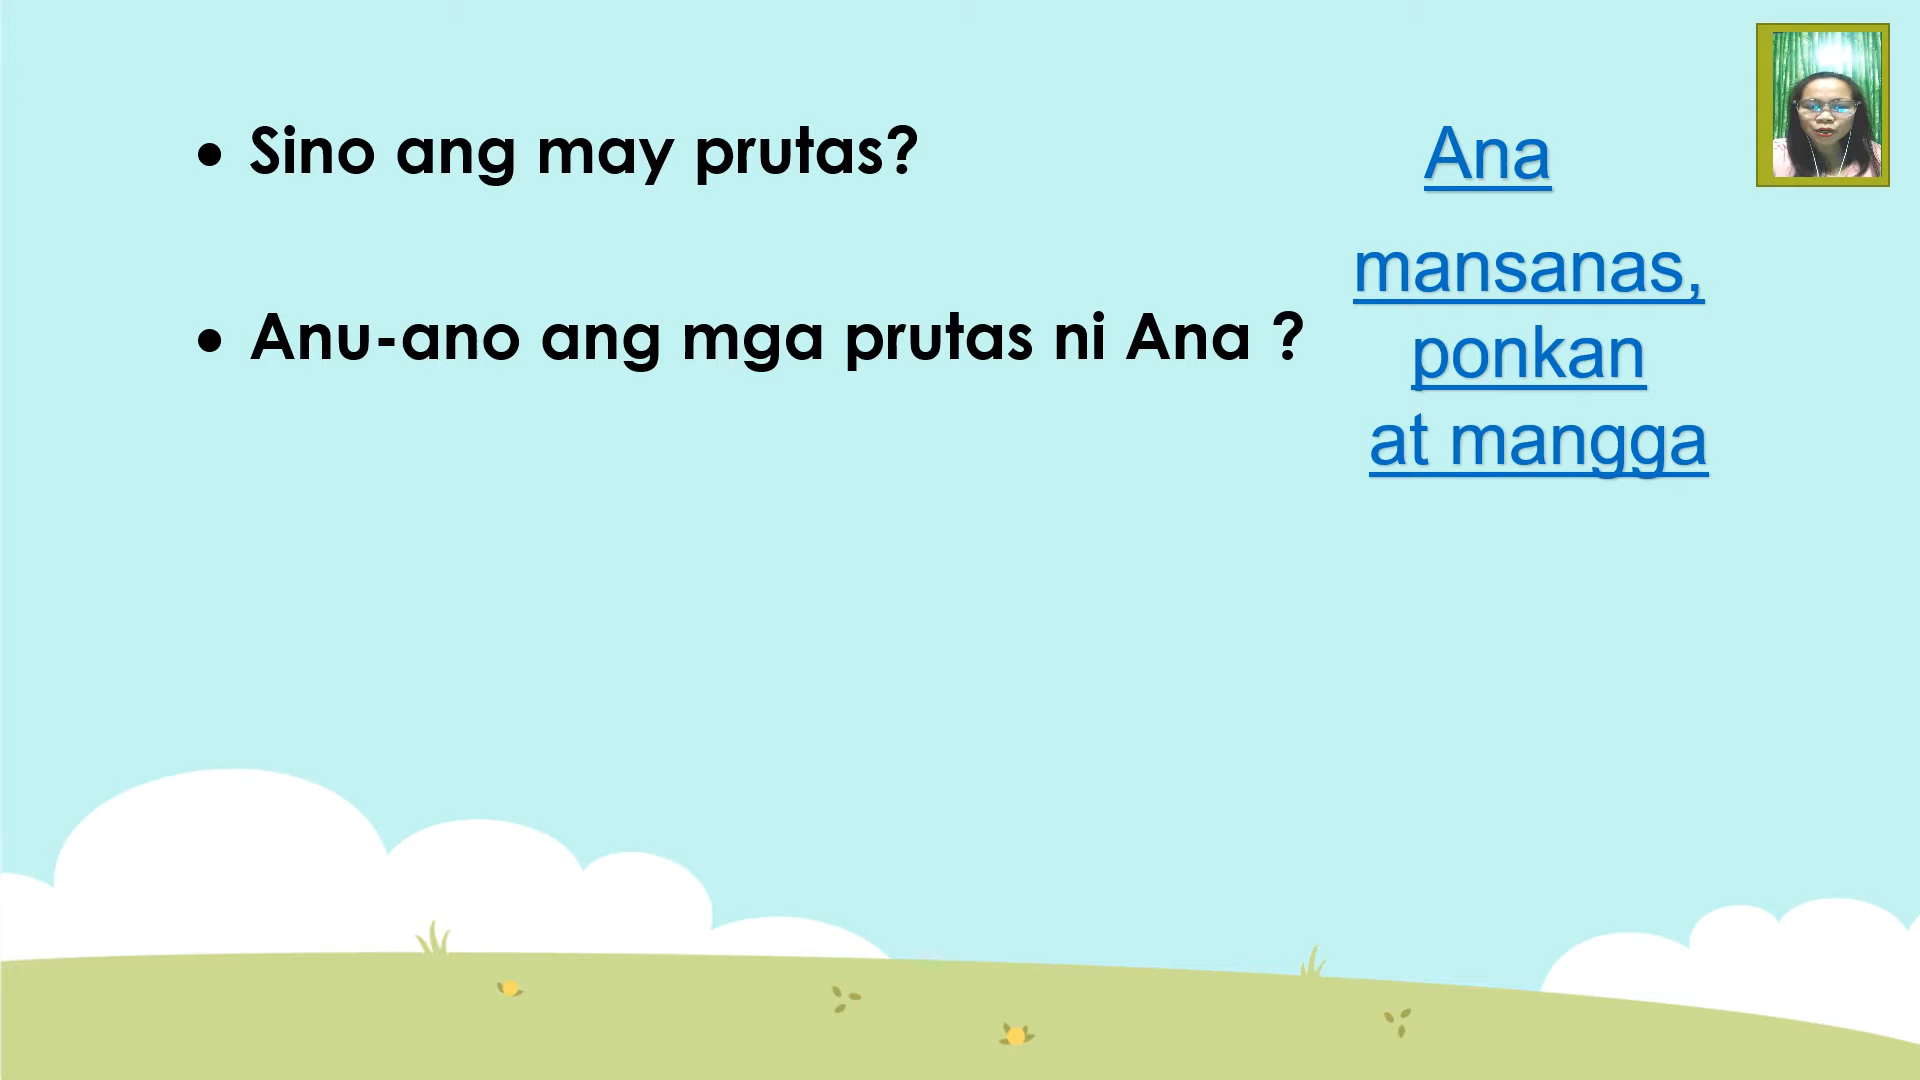 • Sino ang may prutas?
Ana
• Anu-ano ang mga prutas ni Ana ?
mansanas,
ponkan
at mangga